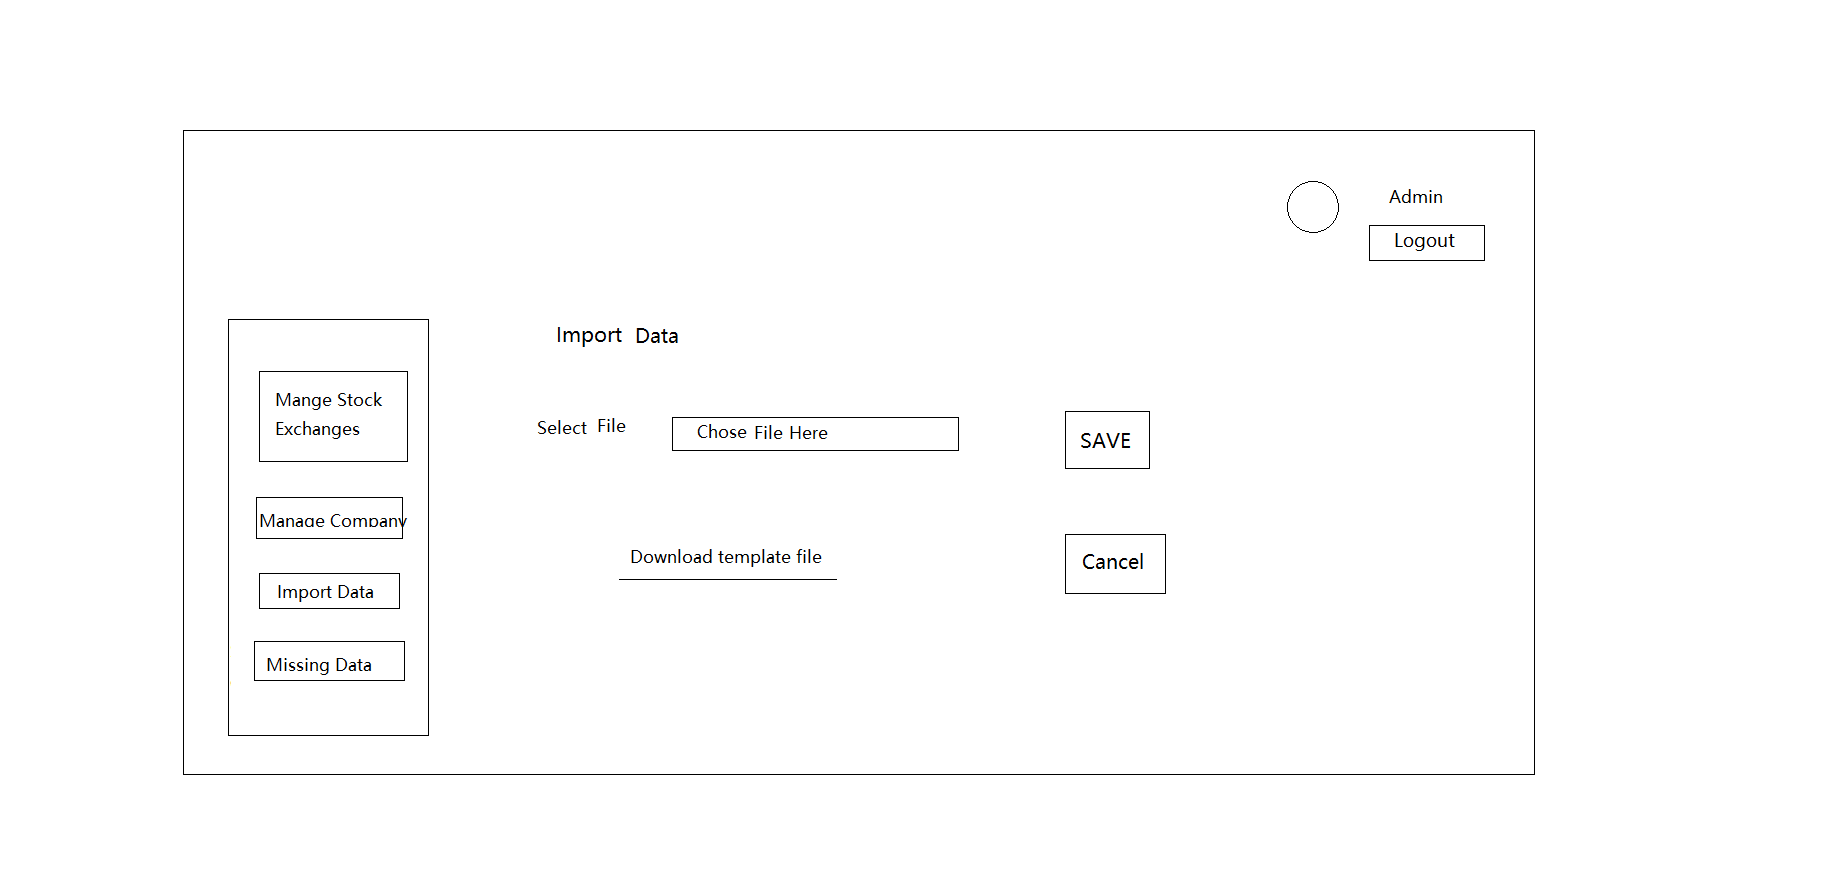 Admin
Logout
Import Data
Mange Stock
Exchanges
Select File
Chose File Here
SAVE
Manage Company
Download template file
Cancel
Import Data
Missing Data